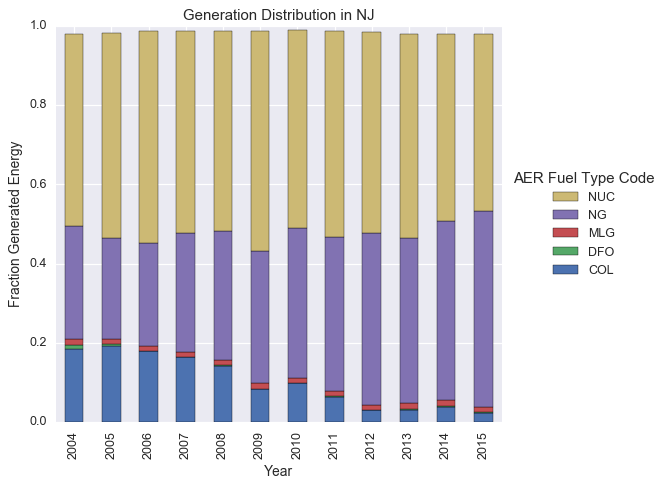 Generation Distribution in NJ
1.0
0.8
0.6
0.4
0.2
0.0
Fraction Generated Energy
2004 2005 2006 2007 2008 2009 2010 2011 2012 2013 2014 2015
Year
AER Fuel Type Code
NUC
NG
MLG
DFO
COL